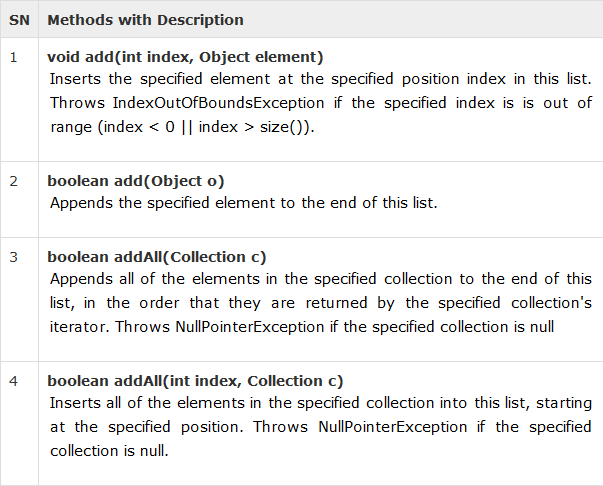 SN Methods with Description
1 void add(int index, Object element)
Inserts the specified element at the specified position index in this list.
Throws IndexOutOfBoundsException if the specified index is is out of
range (index < 0 || index > size()).
2 boolean add(Object o)
Appends the specified element to the end of this list.
3 boolean addAll(Collection c)
Appends all of the elements in the specified collection to the end of this
list, in the order that they are returned by the specified collection's
iterator. Throws NullPointerException if the specified collection is null
4 boolean addAll(int index, Collection c)
Inserts all of the elements in the specified collection into this list, starting
at the specified position. Throws NullPointerException if the specified
collection is null.